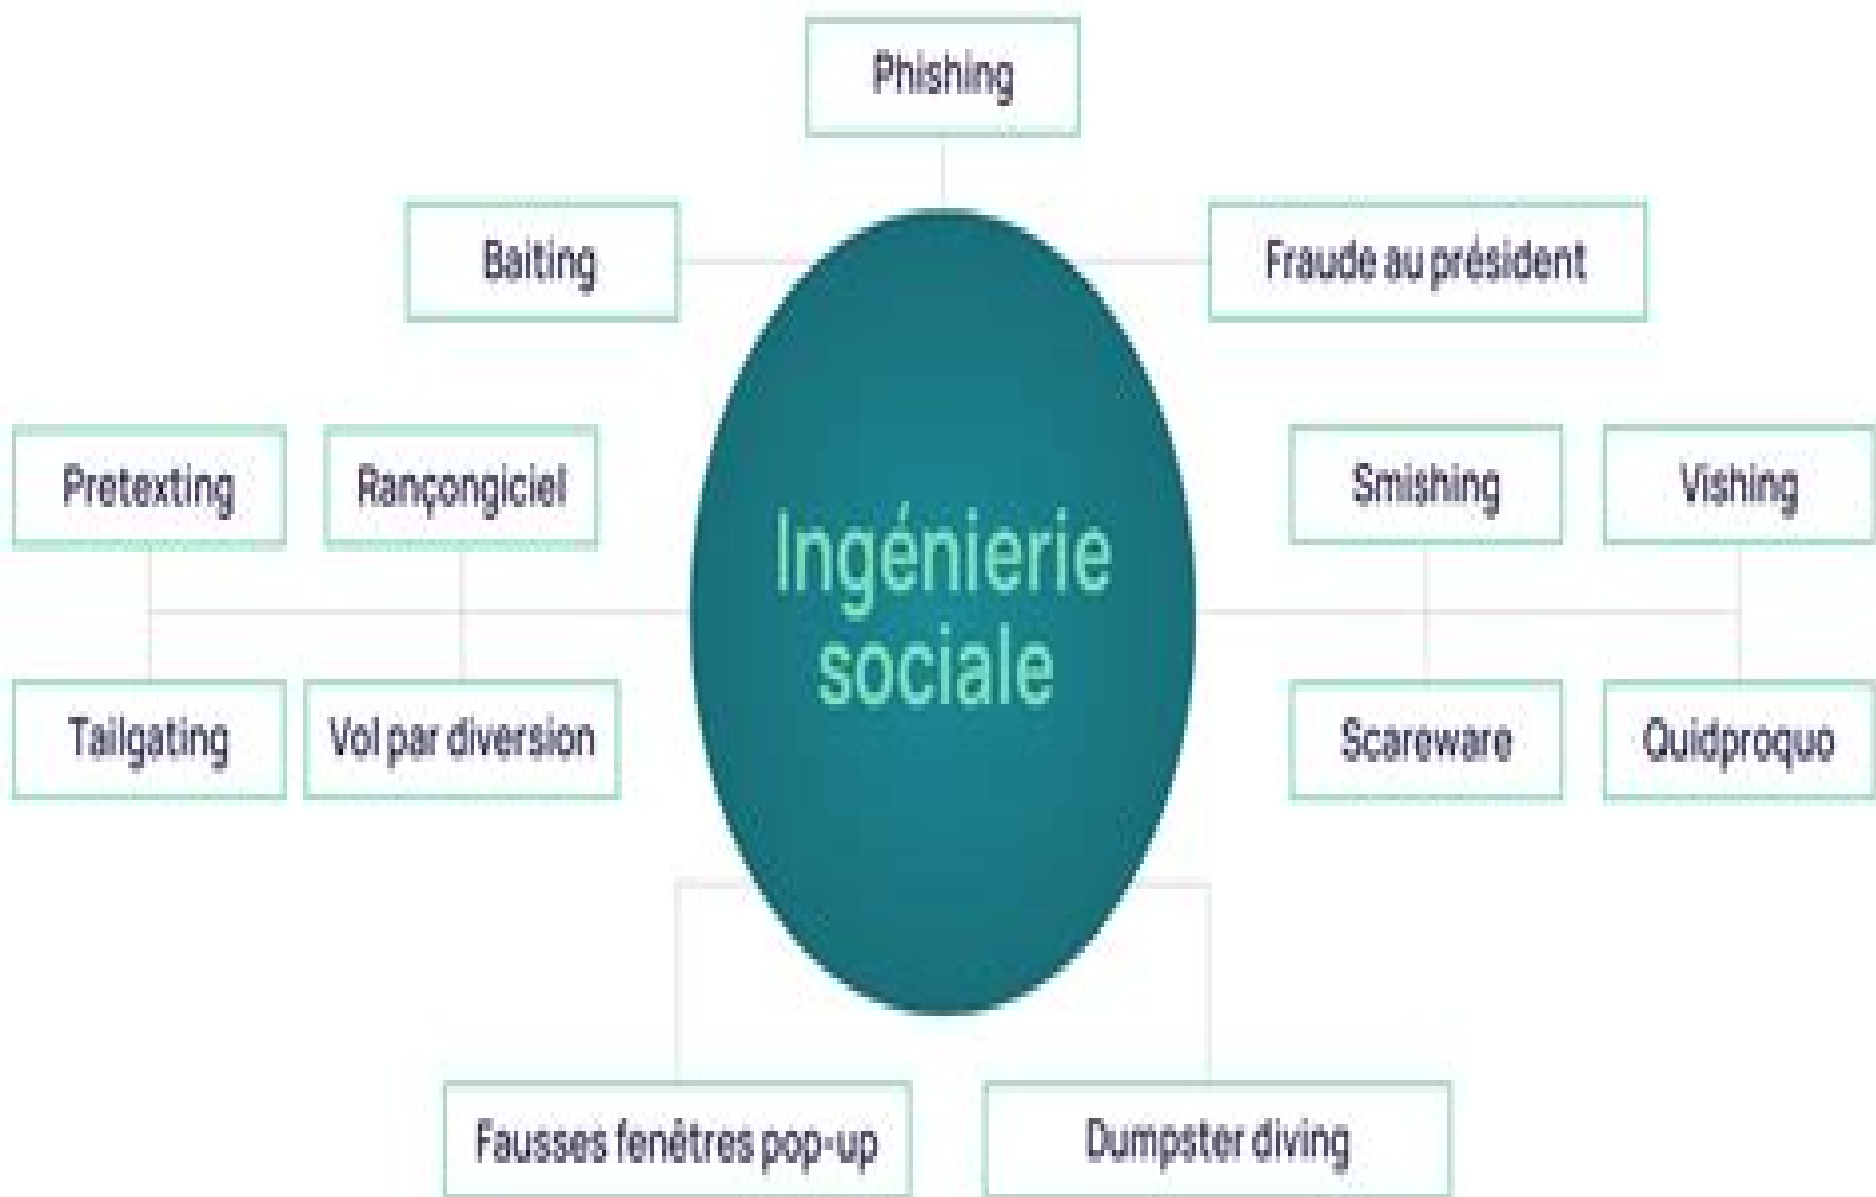 Phishing
Baiting
Fraude au président
Pretexting
Rançongiciel
Smishing
Vishing
Ingénierie
sociale
Tailgating
Vol par diversion
Scareware
Quidproquo
Fausses fenêtres pop-up
Dumpster diving